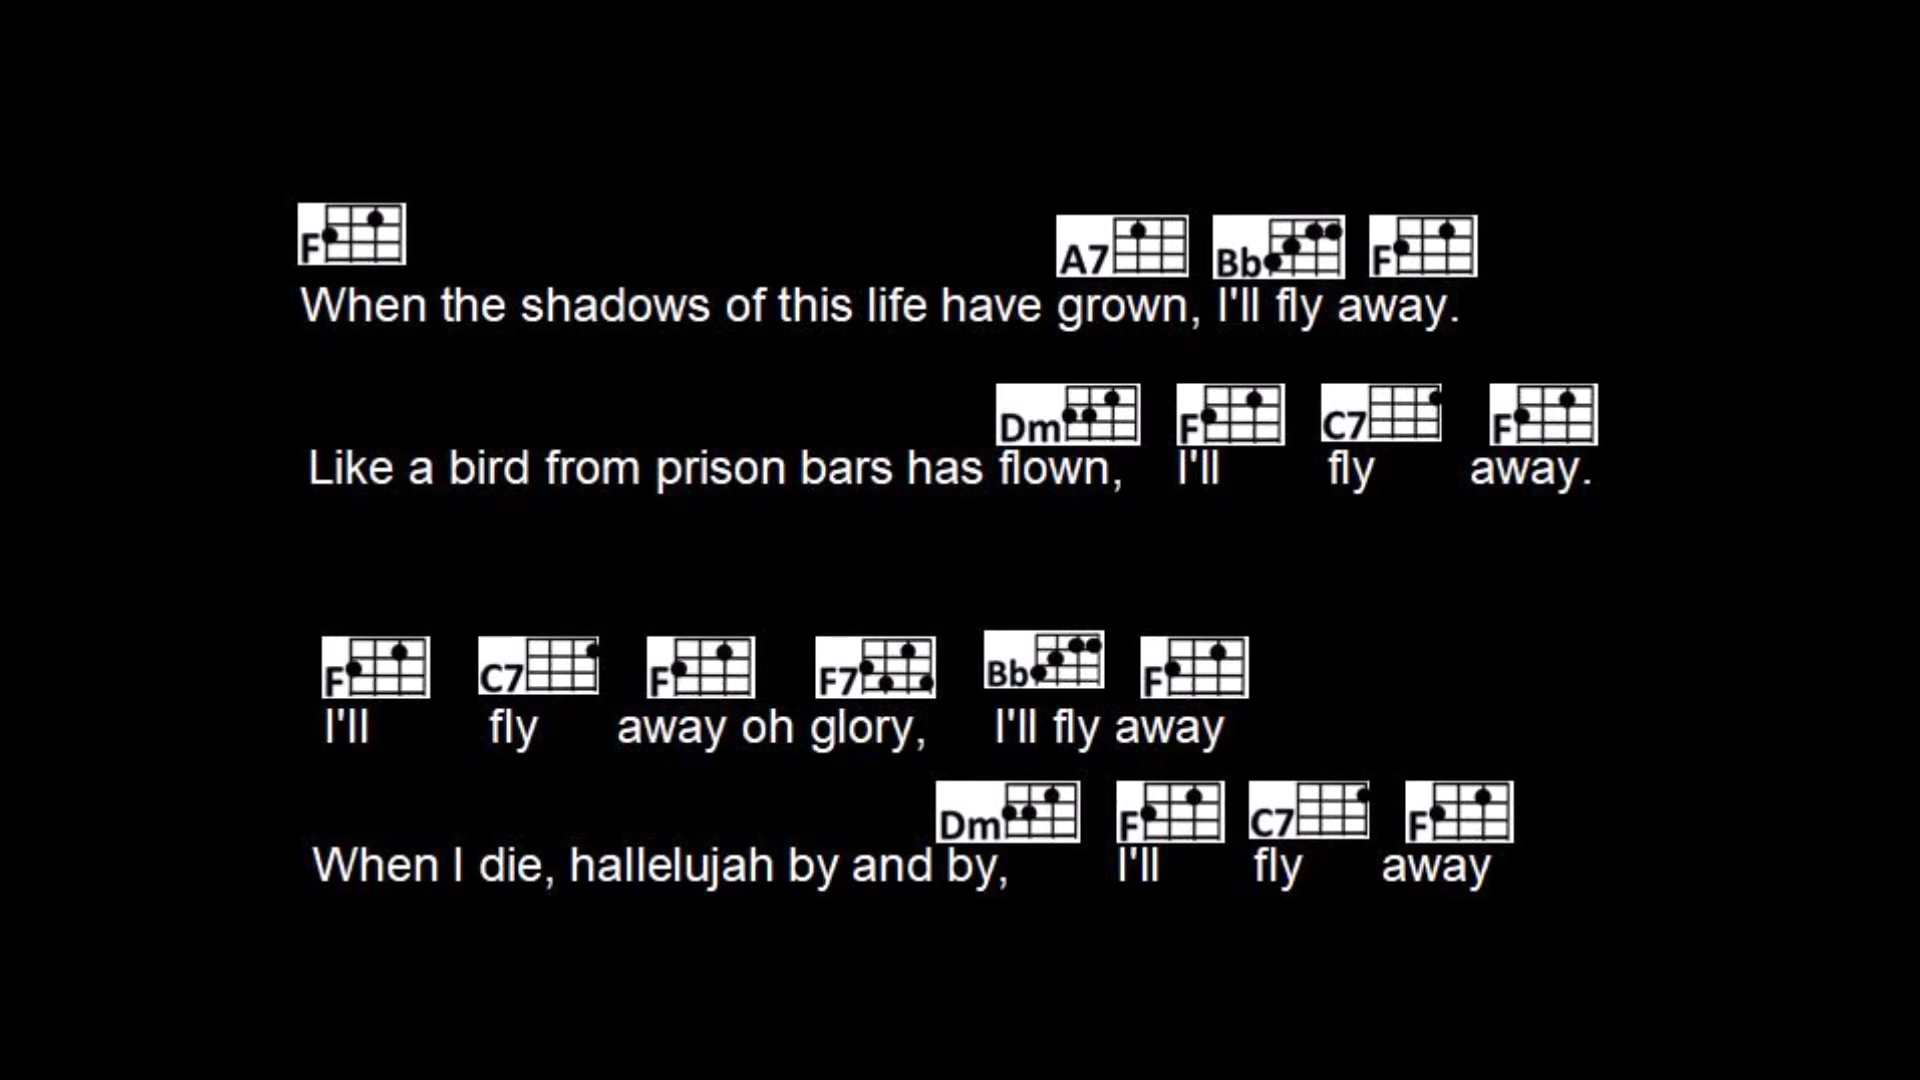 F A7 Bb F
When the shadows of this life have grown, I'll fly away.
Dm F C7 F
Like a bird from prison bars has flown, I'll fly away.
F C7 F F7 Bb F
I'll fly away oh glory, I'll fly away
Dm F C7 F
When I die, hallelujah by and by, I'll fly away